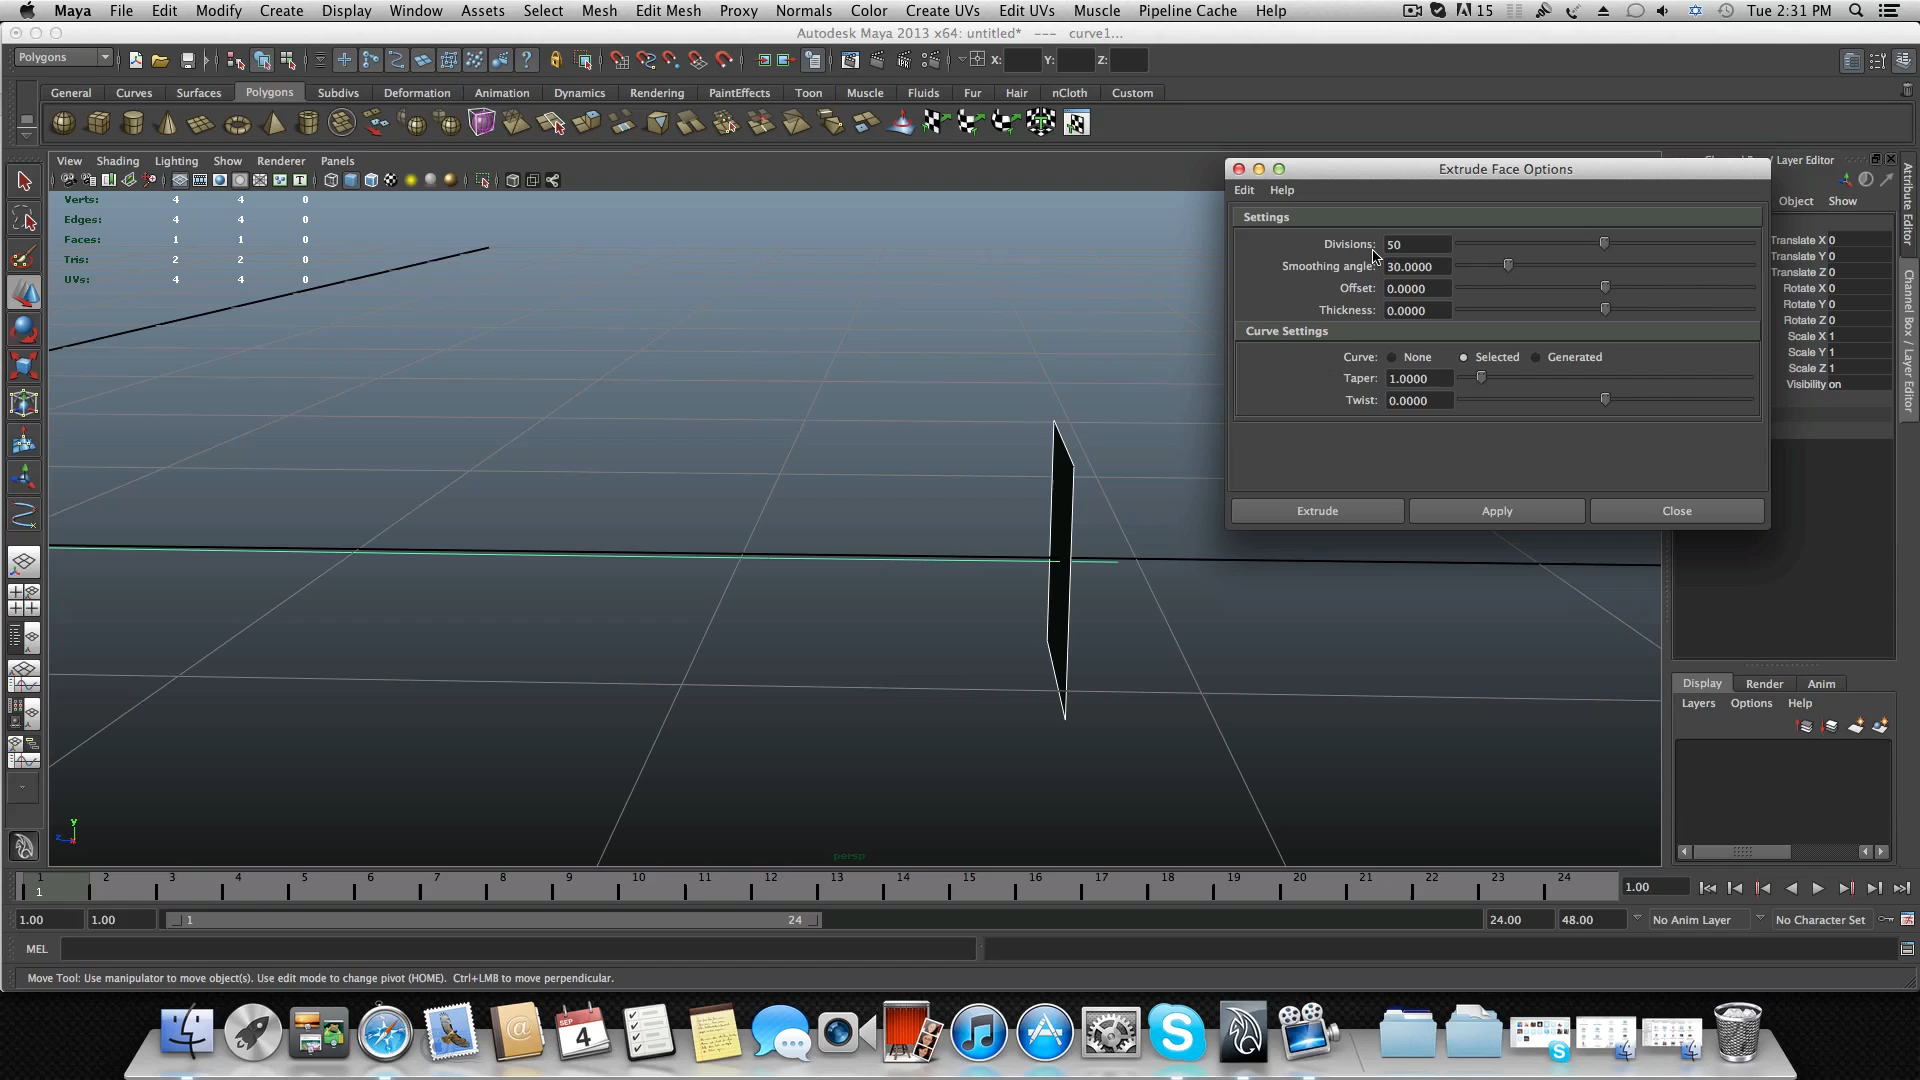 Maya File Edit Modify Create Display Window Assets Select Mesh Edit Mesh Proxy Normals Color Create UVs Edit UVs Muscle Pipeline Cache Help 15 Tue 2:31 PM
Autodesk Maya 2013 x64: untitled* --- curve1...
Polygons X: Y: Z:
General Curves Surfaces Polygons Subdivs Deformation Animation Dynamics Rendering PaintEffects Toon Muscle Fluids Fur Hair nCloth Custom
View Shading Lighting Show Renderer Panels
Verts: 4 4 0
Edges: 4 4 0
Faces: 1 1 0
Tris: 2 2 0
UVs: 4 4 0
persp
y
z
Extrude Face Options
Edit Help
Settings
Divisions: 50
Smoothing angle: 30.0000
Offset: 0.0000
Thickness: 0.0000
Curve Settings
Curve: None Selected Generated
Taper: 1.0000
Twist: 0.0000
Extrude Apply Close
/ Layer Editor
Object Show
Translate X 0
Translate Y 0
Translate Z 0
Rotate X 0
Rotate Y 0
Rotate Z 0
Scale X 1
Scale Y 1
Scale Z 1
Visibility on
Attribute Editor
Channel Box / Layer Editor
Display Render Anim
Layers Options Help
1 2 3 4 5 6 7 8 9 10 11 12 13 14 15 16 17 18 19 20 21 22 23 24
1
1.00
1.00 1.00 1 24 24.00 48.00 No Anim Layer No Character Set
MEL
Move Tool: Use manipulator to move object(s). Use edit mode to change pivot (HOME). Ctrl+LMB to move perpendicular.
SEP
4